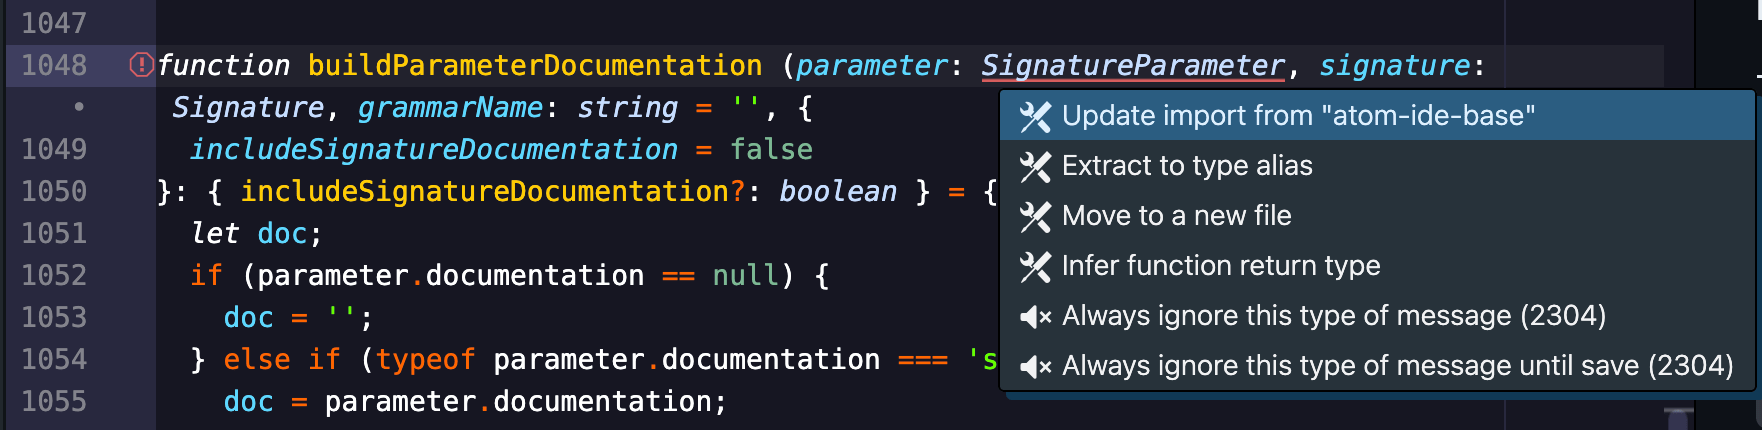 1047
1048 function buildParameterDocumentation (parameter: SignatureParameter, signature:
• Signature, grammarName: string = '', {
1049 includeSignatureDocumentation = false
1050 }: { includeSignatureDocumentation?: boolean } = {
1051 let doc;
1052 if (parameter.documentation == null) {
1053 doc = '';
1054 } else if (typeof parameter.documentation === 's
1055 doc = parameter.documentation;
Update import from "atom-ide-base"
Extract to type alias
Move to a new file
Infer function return type
Always ignore this type of message (2304)
Always ignore this type of message until save (2304)